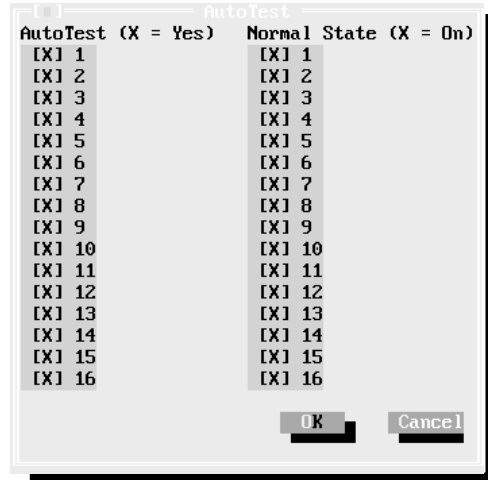 AutoTest
AutoTest (X = Yes) Normal State (X = On)
[X] 1 [X] 1
[X] 2 [X] 2
[X] 3 [X] 3
[X] 4 [X] 4
[X] 5 [X] 5
[X] 6 [X] 6
[X] 7 [X] 7
[X] 8 [X] 8
[X] 9 [X] 9
[X] 10 [X] 10
[X] 11 [X] 11
[X] 12 [X] 12
[X] 13 [X] 13
[X] 14 [X] 14
[X] 15 [X] 15
[X] 16 [X] 16
OK Cancel